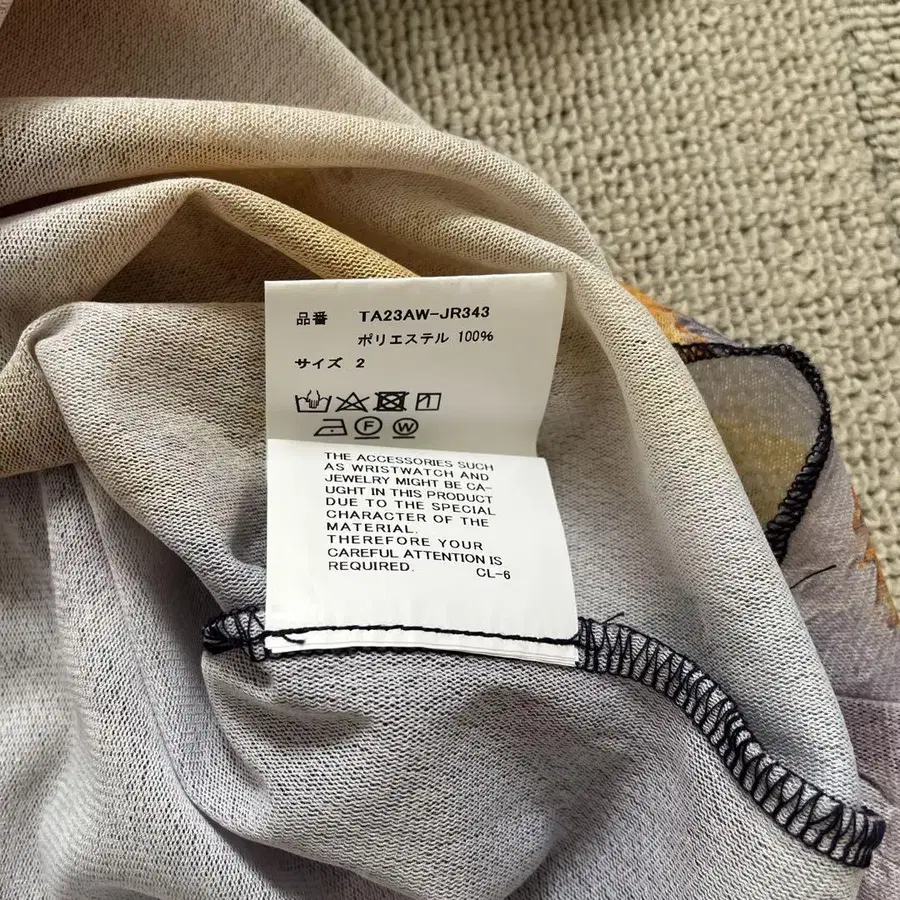 品番 TA23AW-JR343
ポリエステル 100%
サイズ 2
F W
THE ACCESSORIES SUCH
AS WRISTWATCH AND
JEWELRY MIGHT BE CA-
UGHT IN THIS PRODUCT
DUE TO THE SPECIAL
CHARACTER OF THE
MATERIAL.
THEREFORE YOUR
CAREFUL ATTENTION IS
REQUIRED. CL-6